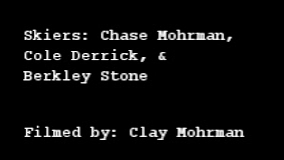 Skiers: Chase Mohrman,
Cole Derrick, &
Berkley Stone
Filmed by: Clay Mohrman